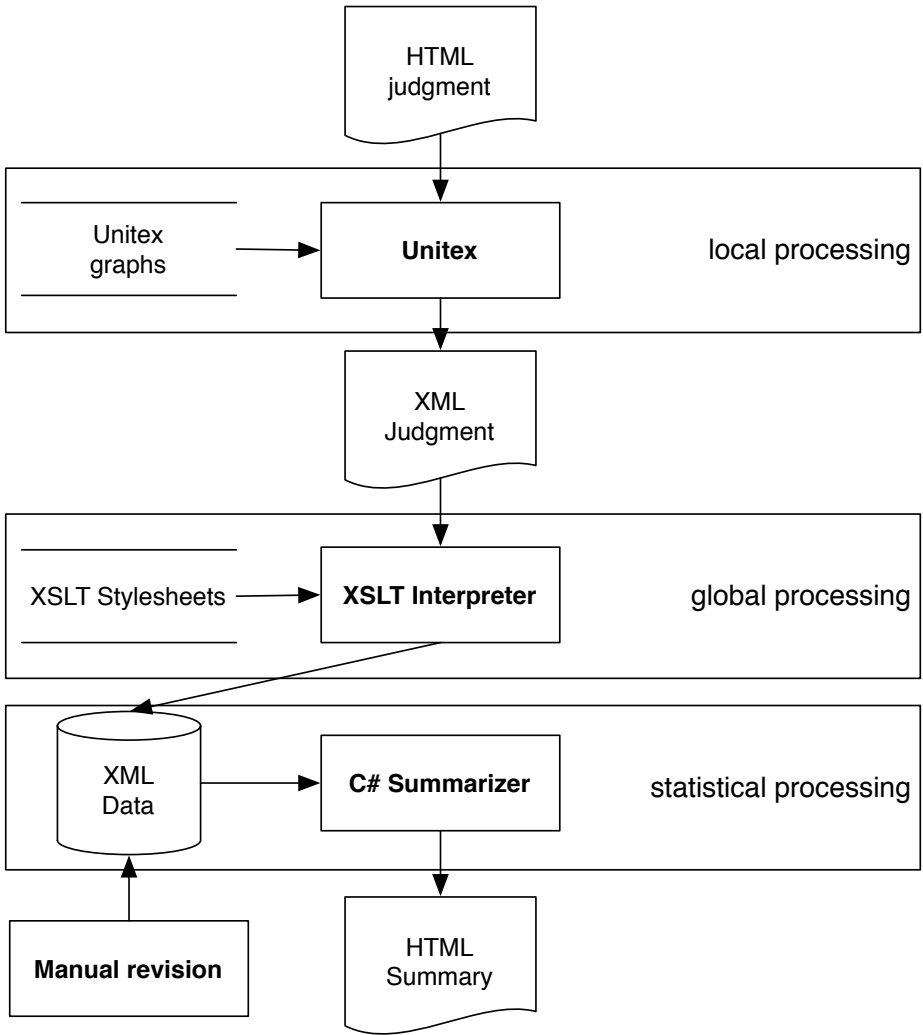 HTML
judgment
Unitex
graphs
Unitex
local processing
XML
Judgment
XSLT Stylesheets
XSLT Interpreter
global processing
XML
Data
C# Summarizer
statistical processing
Manual revision
HTML
Summary